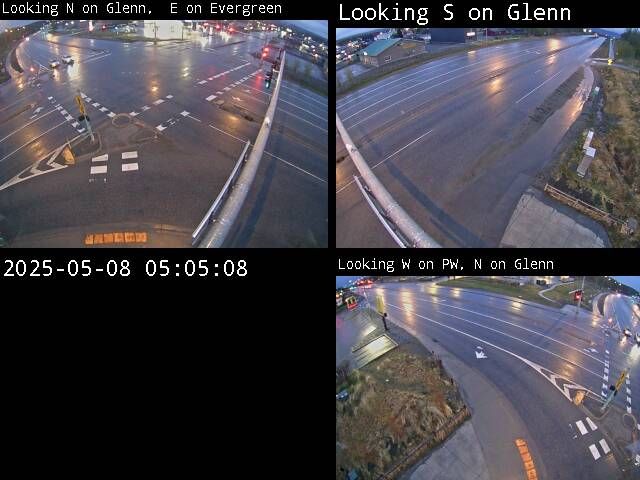 Looking N on Glenn,  E on Evergreen
Looking S on Glenn
2025-05-08 05:05:08
Looking W on PW, N on Glenn